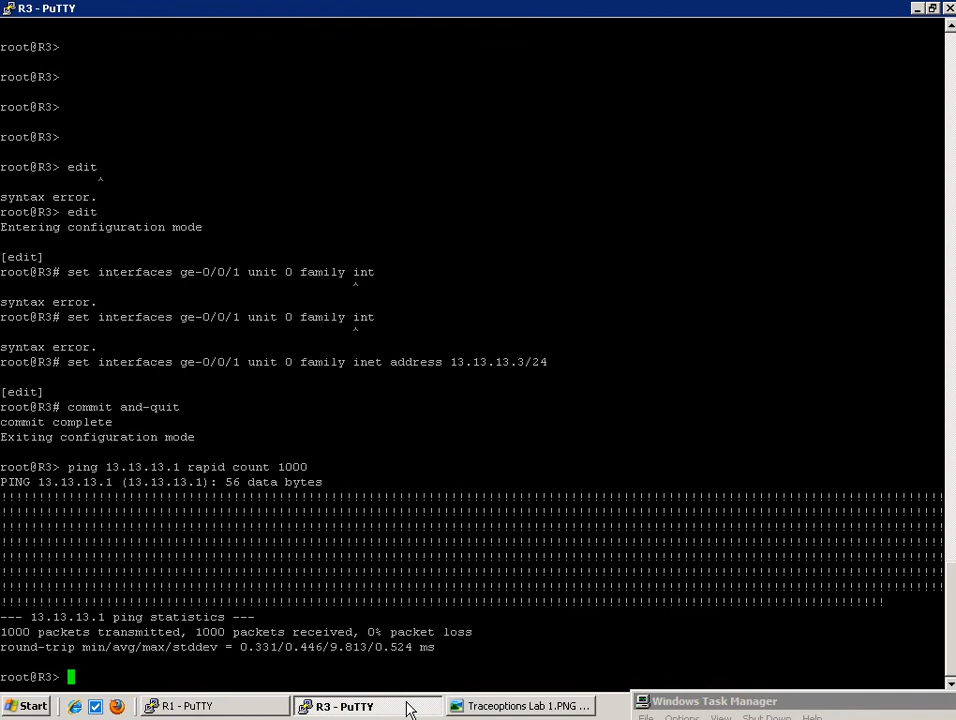 R3 - PuTTY
root@R3>
root@R3>
root@R3>
root@R3>
root@R3> edit
^
syntax error.
root@R3> edit
Entering configuration mode
[edit]
root@R3# set interfaces ge-0/0/1 unit 0 family int
^
syntax error.
root@R3# set interfaces ge-0/0/1 unit 0 family int
^
syntax error.
root@R3# set interfaces ge-0/0/1 unit 0 family inet address 13.13.13.3/24
[edit]
root@R3# commit and-quit
commit complete
Exiting configuration mode
root@R3> ping 13.13.13.1 rapid count 1000
PING 13.13.13.1 (13.13.13.1): 56 data bytes
!!!!!!!!!!!!!!!!!!!!!!!!!!!!!!!!!!!!!!!!!!!!!!!!!!!!!!!!!!!!!!!!!!!!!!!!!!!!!!!!!!!!!!!!!!!!!!!!!!!!!!!!!!!!!!!!!!!!!!!!!!!!!!
!!!!!!!!!!!!!!!!!!!!!!!!!!!!!!!!!!!!!!!!!!!!!!!!!!!!!!!!!!!!!!!!!!!!!!!!!!!!!!!!!!!!!!!!!!!!!!!!!!!!!!!!!!!!!!!!!!!!!!!!!!!!!!
!!!!!!!!!!!!!!!!!!!!!!!!!!!!!!!!!!!!!!!!!!!!!!!!!!!!!!!!!!!!!!!!!!!!!!!!!!!!!!!!!!!!!!!!!!!!!!!!!!!!!!!!!!!!!!!!!!!!!!!!!!!!!!
!!!!!!!!!!!!!!!!!!!!!!!!!!!!!!!!!!!!!!!!!!!!!!!!!!!!!!!!!!!!!!!!!!!!!!!!!!!!!!!!!!!!!!!!!!!!!!!!!!!!!!!!!!!!!!!!!!!!!!!!!!!!!!
!!!!!!!!!!!!!!!!!!!!!!!!!!!!!!!!!!!!!!!!!!!!!!!!!!!!!!!!!!!!!!!!!!!!!!!!!!!!!!!!!!!!!!!!!!!!!!!!!!!!!!!!!!!!!!!!!!!!!!!!!!!!!!
!!!!!!!!!!!!!!!!!!!!!!!!!!!!!!!!!!!!!!!!!!!!!!!!!!!!!!!!!!!!!!!!!!!!!!!!!!!!!!!!!!!!!!!!!!!!!!!!!!!!!!!!!!!!!!!!!!!!!!!!!!!!!!
!!!!!!!!!!!!!!!!!!!!!!!!!!!!!!!!!!!!!!!!!!!!!!!!!!!!!!!!!!!!!!!!!!!!!!!!!!!!!!!!!!!!!!!!!!!!!!!!!!!!!!!!!!!!!!!!!!!!!!!!!!!!!!
!!!!!!!!!!!!!!!!!!!!!!!!!!!!!!!!!!!!!!!!!!!!!!!!!!!!!!!!!!!!!!!!!!!!!!!!!!!!!!!!!!!!!!!!!!!!!!!!!!!!!!!!!!!!!!!!!!!!!!
--- 13.13.13.1 ping statistics ---
1000 packets transmitted, 1000 packets received, 0% packet loss
round-trip min/avg/max/stddev = 0.331/0.446/9.813/0.524 ms
root@R3>
Start R1 - PuTTY R3 - PuTTY Traceoptions Lab 1.PNG ... Windows Task Manager
File Options View Shut Down Help